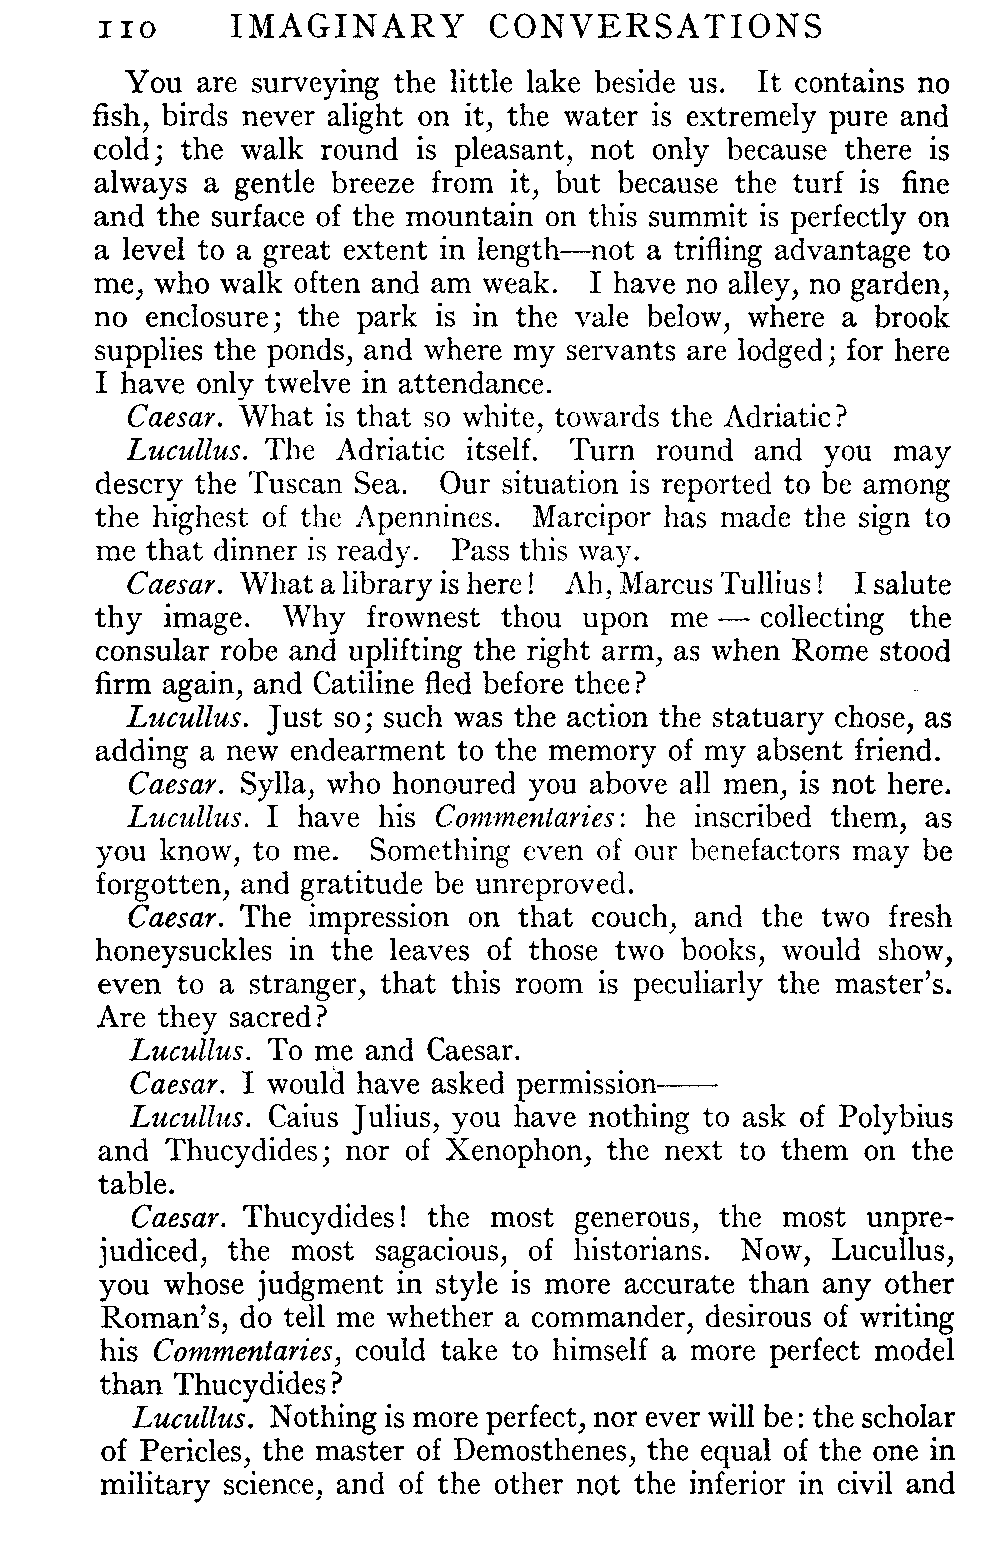 110 IMAGINARY CONVERSATIONS
You are surveying the little lake beside us. It contains no
fish, birds never alight on it, the water is extremely pure and
cold; the walk round is pleasant, not only because there is
always a gentle breeze from it, but because the turf is fine
and the surface of the mountain on this summit is perfectly on
a level to a great extent in length—not a trifling advantage to
me, who walk often and am weak. I have no alley, no garden,
no enclosure; the park is in the vale below, where a brook
supplies the ponds, and where my servants are lodged; for here
I have only twelve in attendance.
Caesar. What is that so white, towards the Adriatic?
Lucullus. The Adriatic itself. Turn round and you may
descry the Tuscan Sea. Our situation is reported to be among
the highest of the Apennines. Marcipor has made the sign to
me that dinner is ready. Pass this way.
Caesar. What a library is here! Ah, Marcus Tullius! I salute
thy image. Why frownest thou upon me — collecting the
consular robe and uplifting the right arm, as when Rome stood
firm again, and Catiline fled before thee?
Lucullus. Just so; such was the action the statuary chose, as
adding a new endearment to the memory of my absent friend.
Caesar. Sylla, who honoured you above all men, is not here.
Lucullus. I have his Commentaries: he inscribed them, as
you know, to me. Something even of our benefactors may be
forgotten, and gratitude be unreproved.
Caesar. The impression on that couch, and the two fresh
honeysuckles in the leaves of those two books, would show,
even to a stranger, that this room is peculiarly the master's.
Are they sacred?
Lucullus. To me and Caesar.
Caesar. I would have asked permission——
Lucullus. Caius Julius, you have nothing to ask of Polybius
and Thucydides; nor of Xenophon, the next to them on the
table.
Caesar. Thucydides! the most generous, the most unpre-
judiced, the most sagacious, of historians. Now, Lucullus,
you whose judgment in style is more accurate than any other
Roman's, do tell me whether a commander, desirous of writing
his Commentaries, could take to himself a more perfect model
than Thucydides?
Lucullus. Nothing is more perfect, nor ever will be: the scholar
of Pericles, the master of Demosthenes, the equal of the one in
military science, and of the other not the inferior in civil and